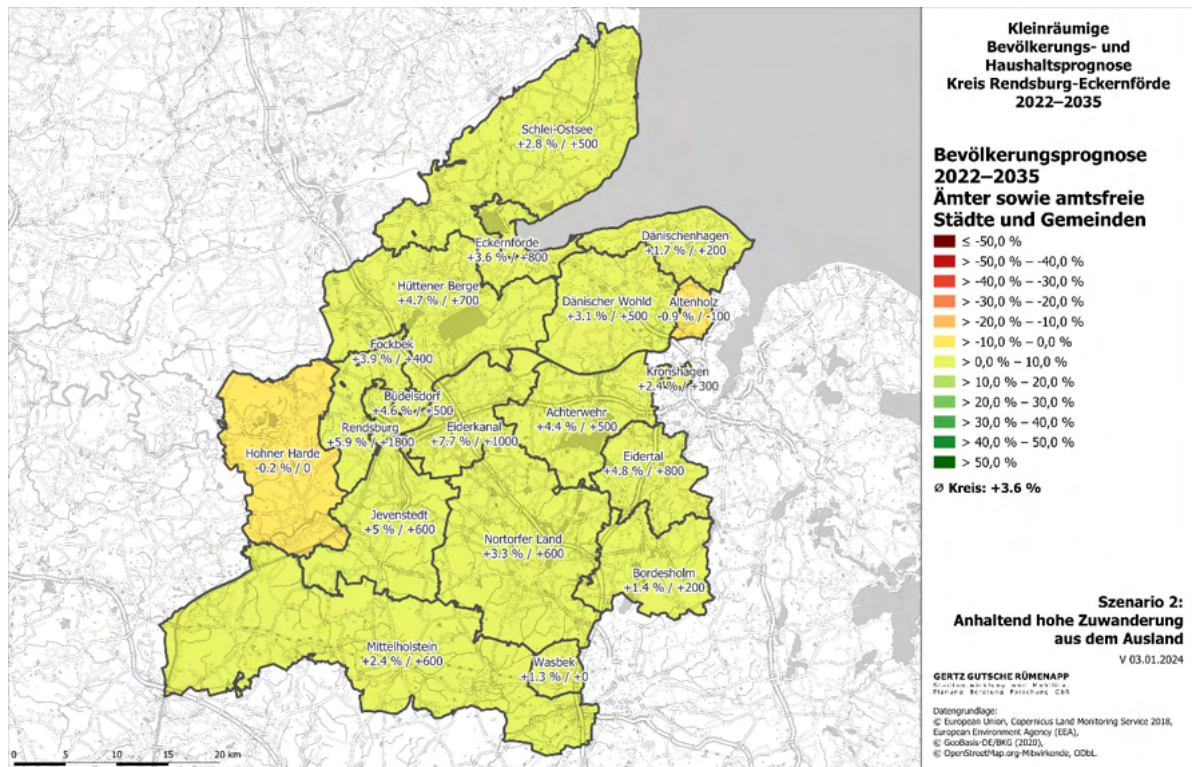 Kleinräumige
Bevölkerungs- und
Haushaltsprognose
Kreis Rendsburg-Eckernförde
2022–2035
Bevölkerungsprognose
2022–2035
Ämter sowie amtsfreie
Städte und Gemeinden
≤ -50,0 %
> -50,0 % – -40,0 %
> -40,0 % – -30,0 %
> -30,0 % – -20,0 %
> -20,0 % – -10,0 %
> -10,0 % – 0,0 %
> 0,0 % – 10,0 %
> 10,0 % – 20,0 %
> 20,0 % – 30,0 %
> 30,0 % – 40,0 %
> 40,0 % – 50,0 %
> 50,0 %
Ø Kreis: +3.6 %
Schlei-Ostsee
+2.8 % / +500
Eckernförde
+3.6 % / +800
Dänischenhagen
+1.7 % / +200
Hüttener Berge
+4.7 % / +700
Dänischer Wohld
+3.1 % / +500
Altenholz
-0.9 % / -100
Fockbek
+3.9 % / +400
Kronshagen
+2.4 % / +300
Büdelsdorf
+4.6 % / +500
Rendsburg
+5.9 % / +1800
Eiderkanal
+7.7 % / +1000
Achterwehr
+4.4 % / +500
Hohner Harde
-0.2 % / 0
Eidertal
+4.8 % / +800
Jevenstedt
+5 % / +600
Nortorfer Land
+3.3 % / +600
Bordesholm
+1.4 % / +200
Mittelholstein
+2.4 % / +600
Wasbek
+1.3 % / +0
0 5 10 15 20 km
Szenario 2:
Anhaltend hohe Zuwanderung
aus dem Ausland
V 03.01.2024
GERTZ GUTSCHE RÜMENAPP
Stadtentwicklung und Mobilität
Planung Beratung Forschung GbR
Datengrundlage:
© European Union, Copernicus Land Monitoring Service 2018,
European Environment Agency (EEA),
© GeoBasis-DE/BKG (2020),
© OpenStreetMap.org-Mitwirkende, ODbL.